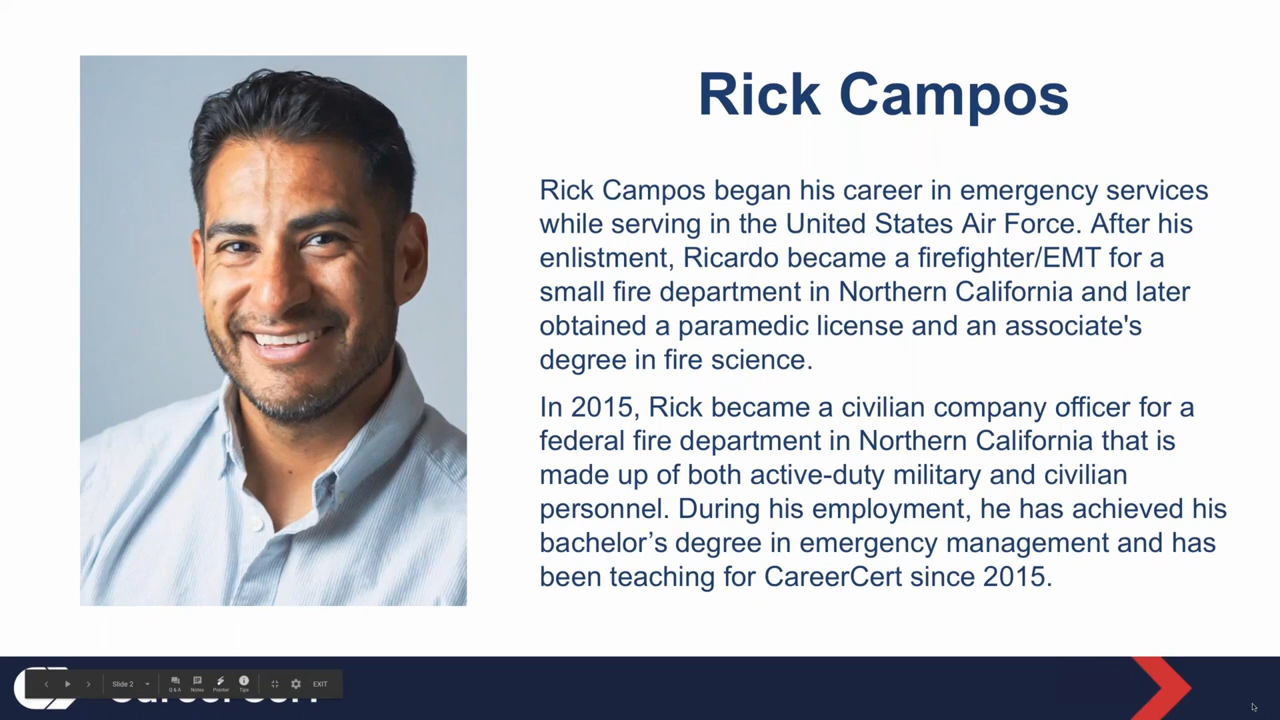 Rick Campos
Rick Campos began his career in emergency services
while serving in the United States Air Force. After his
enlistment, Ricardo became a firefighter/EMT for a
small fire department in Northern California and later
obtained a paramedic license and an associate's
degree in fire science.
In 2015, Rick became a civilian company officer for a
federal fire department in Northern California that is
made up of both active-duty military and civilian
personnel. During his employment, he has achieved his
bachelor’s degree in emergency management and has
been teaching for CareerCert since 2015.
Slide 2 Q & A Notes Pointer Tips EXIT